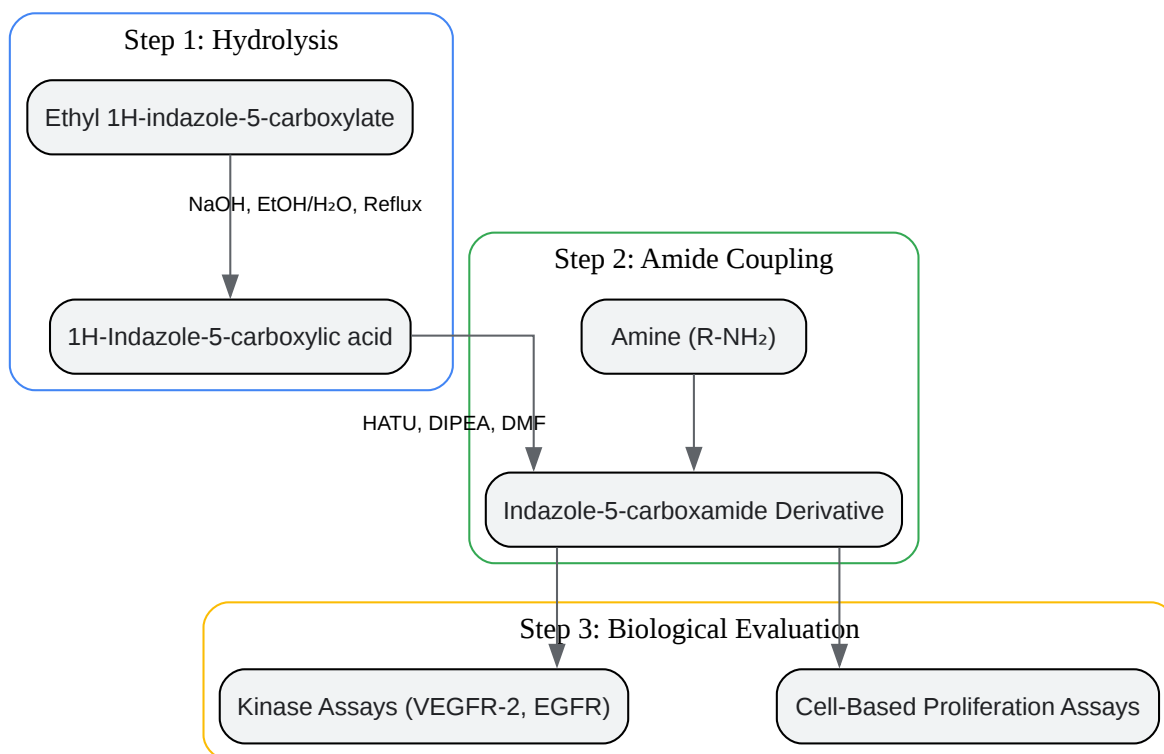 Step 1: Hydrolysis
Ethyl 1H-indazole-5-carboxylate
NaOH, EtOH/H₂O, Reflux
1H-Indazole-5-carboxylic acid
Step 2: Amide Coupling
Amine (R-NH₂)
HATU, DIPEA, DMF
Indazole-5-carboxamide Derivative
Step 3: Biological Evaluation
Kinase Assays (VEGFR-2, EGFR)
Cell-Based Proliferation Assays